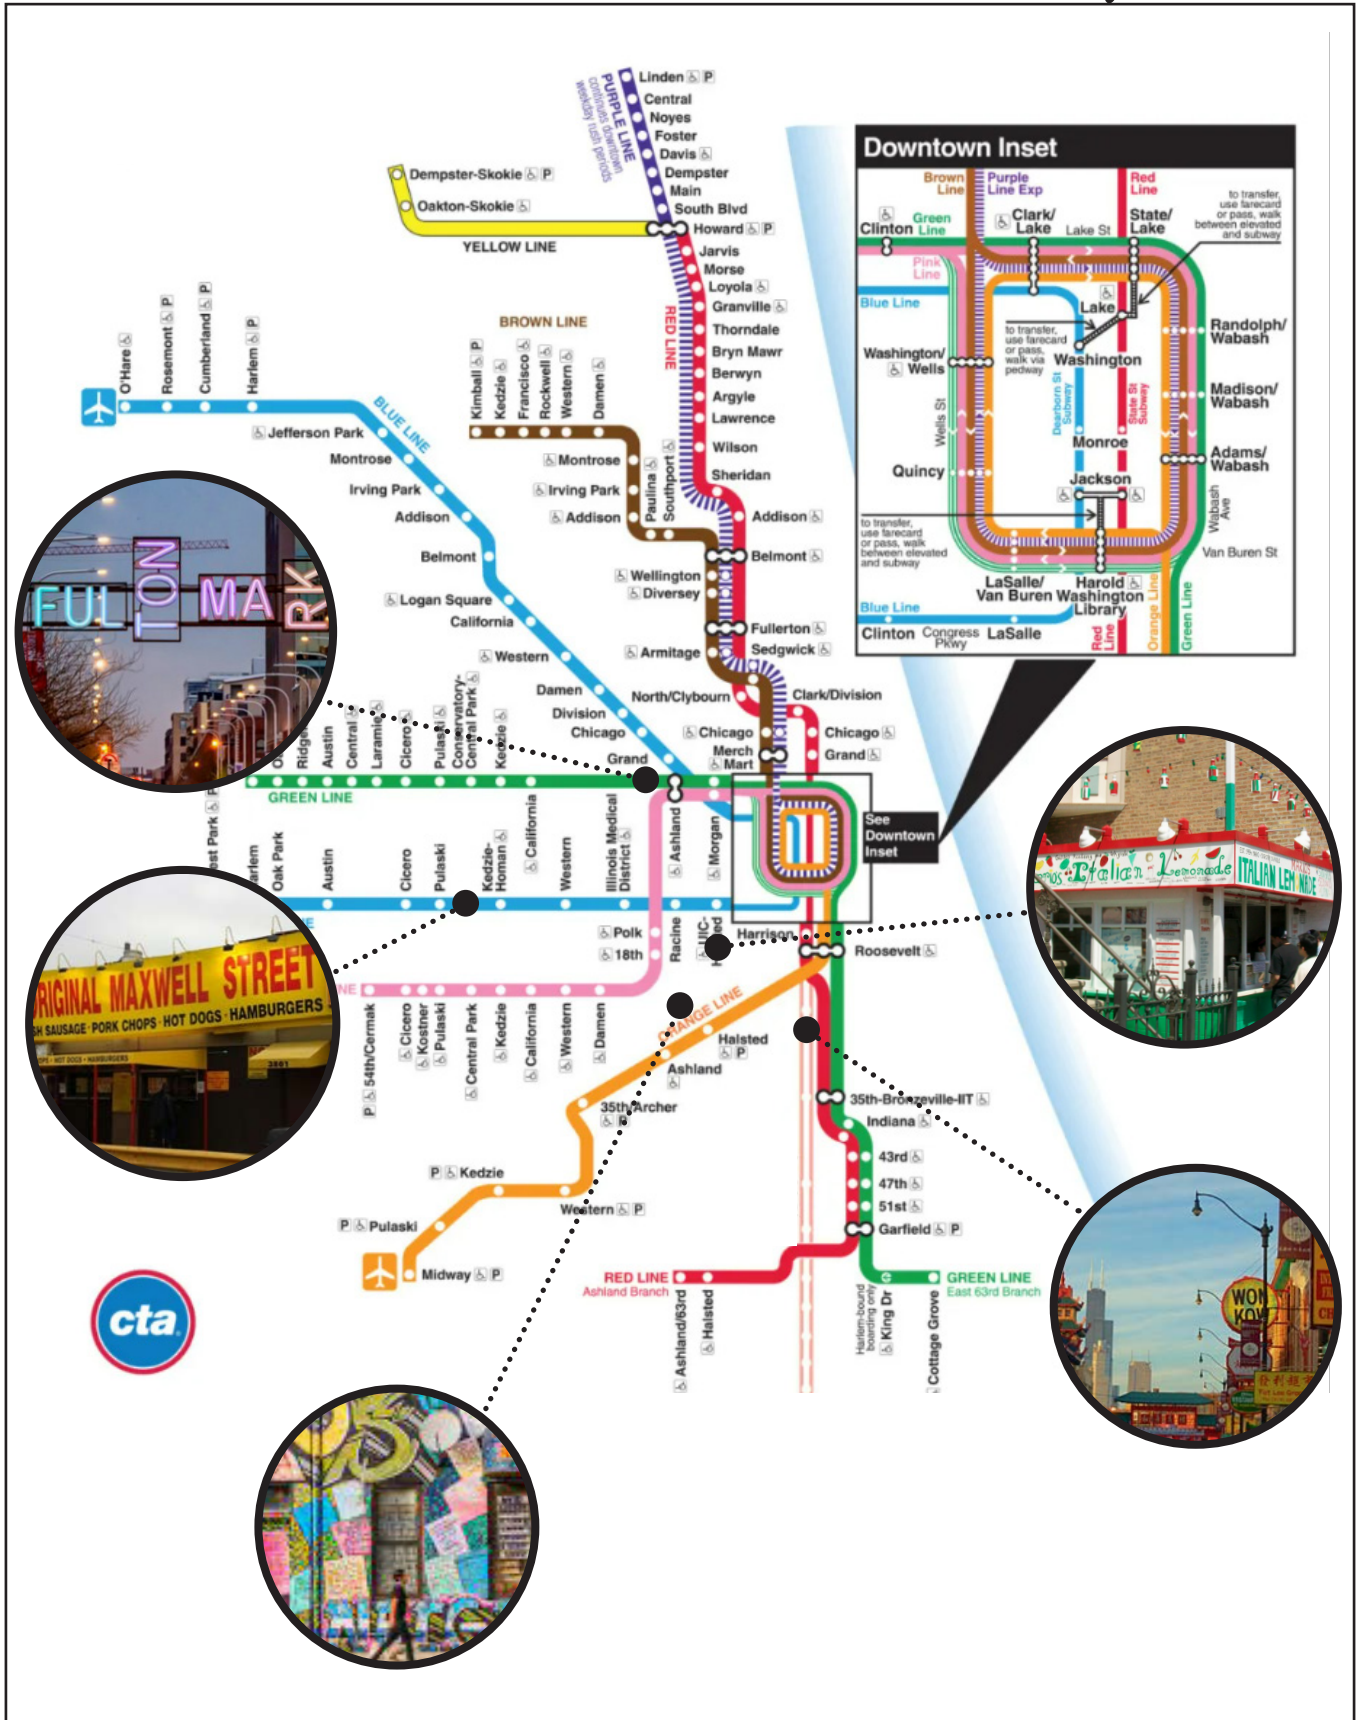 PURPLE LINE
continues downtown
weekday rush periods
Linden P
Central
Noyes
Foster
Davis
Dempster
Main
South Blvd
Howard P
Dempster-Skokie P
Oakton-Skokie
YELLOW LINE
Jarvis
Morse
Loyola
Granville
Thorndale
Bryn Mawr
Berwyn
Argyle
Lawrence
Wilson
Sheridan
Addison
Belmont
RED LINE
BROWN LINE
Kimball P
Kedzie
Francisco
Rockwell
Western
Damen
Montrose
Irving Park
Addison
Paulina
Southport
Wellington
Diversey
Fullerton
Armitage
Sedgwick
North/Clybourn
Clark/Division
Chicago
Chicago
Merch
Mart
Grand
O'Hare
Rosemont P
Cumberland P
Harlem P
BLUE LINE
Jefferson Park
Montrose
Irving Park
Addison
Belmont
Logan Square
California
Western
Damen
Division
Chicago
Grand
Downtown Inset
Brown
Line
Purple
Line Exp
Red
Line
to transfer,
use farecard
or pass, walk
between elevated
and subway
Clinton
Green
Line
Clark/
Lake
Lake St
State/
Lake
Pink
Line
Blue Line
Lake
to transfer,
use farecard
or pass,
walk via
pedway
Washington
Randolph/
Wabash
Washington/
Wells
Madison/
Wabash
Wells St
Dearborn St
Subway
State St
Subway
Monroe
Adams/
Wabash
Quincy
Jackson
Wabash
Ave
to transfer,
use farecard
or pass, walk
between elevated
and subway
Van Buren St
LaSalle/
Van Buren
Harold
Washington
Library
Blue Line
Clinton
Congress
Pkwy
LaSalle
Red
Line
Orange Line
Green Line
See
Downtown
Inset
FUL
TON
MA
RK
Austin
Central
Laramie
Cicero
Pulaski
Conservatory-
Central Park
Kedzie
California
Ashland
Morgan
GREEN LINE
Oak Park
Austin
Cicero
Pulaski
Kedzie-
Homan
Western
Illinois Medical
District
Racine
Harrison
Roosevelt
Polk
18th
P 54th/Cermak
Cicero
Kostner
Pulaski
Central Park
Kedzie
California
Western
Damen
ORANGE LINE
Halsted
P
Ashland
35th/Archer
P
P Kedzie
Western P
P Pulaski
Midway P
35th-Bronzeville-IIT
Indiana
43rd
47th
51st
Garfield P
RED LINE
Ashland Branch
GREEN LINE
East 63rd Branch
Ashland/63rd
Halsted
Harlem-bound
boarding only
King Dr
Cottage Grove
RIGINAL MAXWELL STREET
SH SAUSAGE · PORK CHOPS · HOT DOGS · HAMBURGERS
HOT DOGS · HAMBURGERS
3801
Italian Lemonade
ITALIAN LEMONADE
WON
KOW
cta